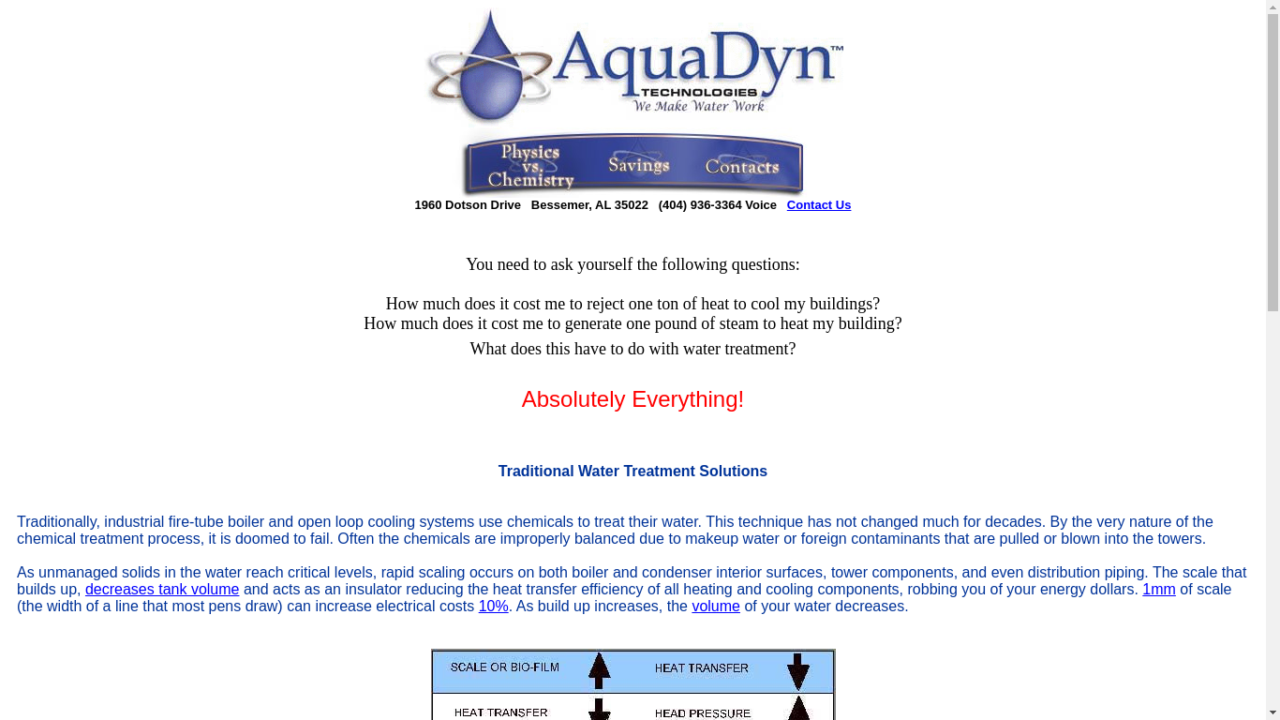 AquaDyn™
TECHNOLOGIES
We Make Water Work
Physics vs. Chemistry
Savings
Contacts
1960 Dotson Drive   Bessemer, AL 35022   (404) 936-3364 Voice   Contact Us
You need to ask yourself the following questions:
How much does it cost me to reject one ton of heat to cool my buildings?
How much does it cost me to generate one pound of steam to heat my building?
What does this have to do with water treatment?
Absolutely Everything!
Traditional Water Treatment Solutions
Traditionally, industrial fire-tube boiler and open loop cooling systems use chemicals to treat their water. This technique has not changed much for decades. By the very nature of the
chemical treatment process, it is doomed to fail. Often the chemicals are improperly balanced due to makeup water or foreign contaminants that are pulled or blown into the towers.
As unmanaged solids in the water reach critical levels, rapid scaling occurs on both boiler and condenser interior surfaces, tower components, and even distribution piping. The scale that
builds up, decreases tank volume and acts as an insulator reducing the heat transfer efficiency of all heating and cooling components, robbing you of your energy dollars. 1mm of scale
(the width of a line that most pens draw) can increase electrical costs 10%. As build up increases, the volume of your water decreases.
SCALE OR BIO-FILM   HEAT TRANSFER
HEAT TRANSFER   HEAD PRESSURE